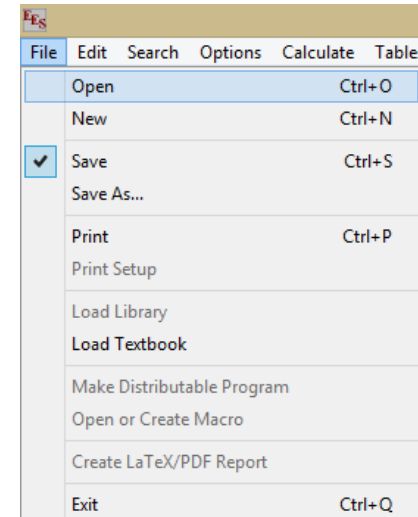 EES
File Edit Search Options Calculate Table
Open Ctrl+O
New Ctrl+N
Save Ctrl+S
Save As...
Print Ctrl+P
Print Setup
Load Library
Load Textbook
Make Distributable Program
Open or Create Macro
Create LaTeX/PDF Report
Exit Ctrl+Q